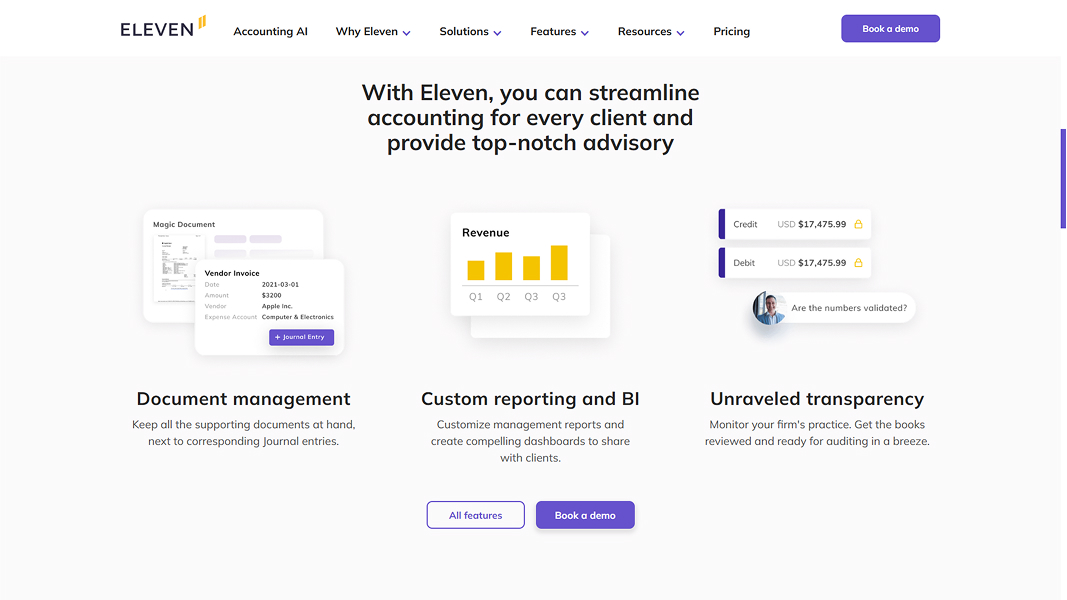 ELEVEN
Accounting AI
Why Eleven
Solutions
Features
Resources
Pricing
Book a demo
With Eleven, you can streamline
accounting for every client and
provide top-notch advisory
Magic Document
Vendor Invoice
Date 2021-03-01
Amount $3200
Vendor Apple Inc.
Expense Account Computer & Electronics
+ Journal Entry
Revenue
Q1 Q2 Q3 Q3
Credit USD $17,475.99
Debit USD $17,475.99
Are the numbers validated?
Document management
Keep all the supporting documents at hand,
next to corresponding Journal entries.
Custom reporting and BI
Customize management reports and
create compelling dashboards to share
with clients.
Unraveled transparency
Monitor your firm's practice. Get the books
reviewed and ready for auditing in a breeze.
All features
Book a demo